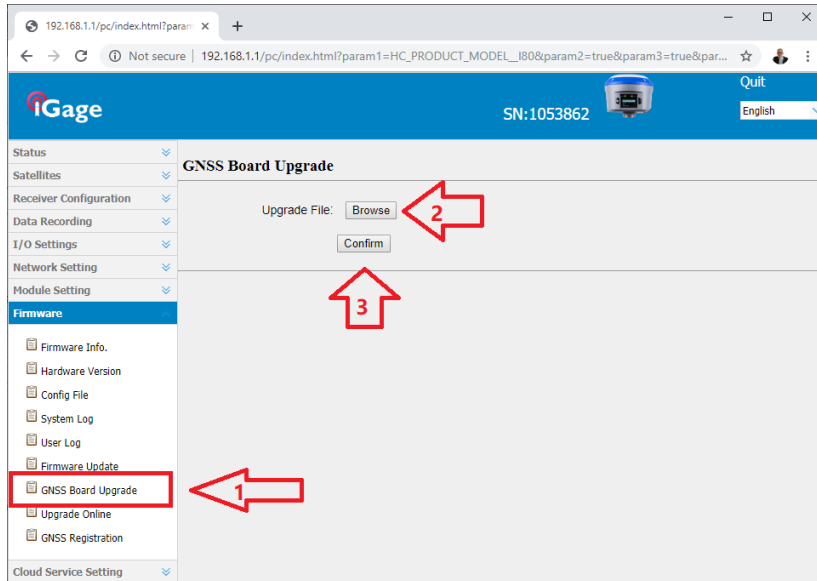 192.168.1.1/pc/index.html?param
Not secure | 192.168.1.1/pc/index.html?param1=HC_PRODUCT_MODEL__I80&param2=true&param3=true&par...
iGage
SN:1053862
Quit
English
Status
Satellites
Receiver Configuration
Data Recording
I/O Settings
Network Setting
Module Setting
Firmware
Firmware Info.
Hardware Version
Config File
System Log
User Log
Firmware Update
GNSS Board Upgrade
Upgrade Online
GNSS Registration
Cloud Service Setting
GNSS Board Upgrade
Upgrade File: Browse
Confirm
2
3
1